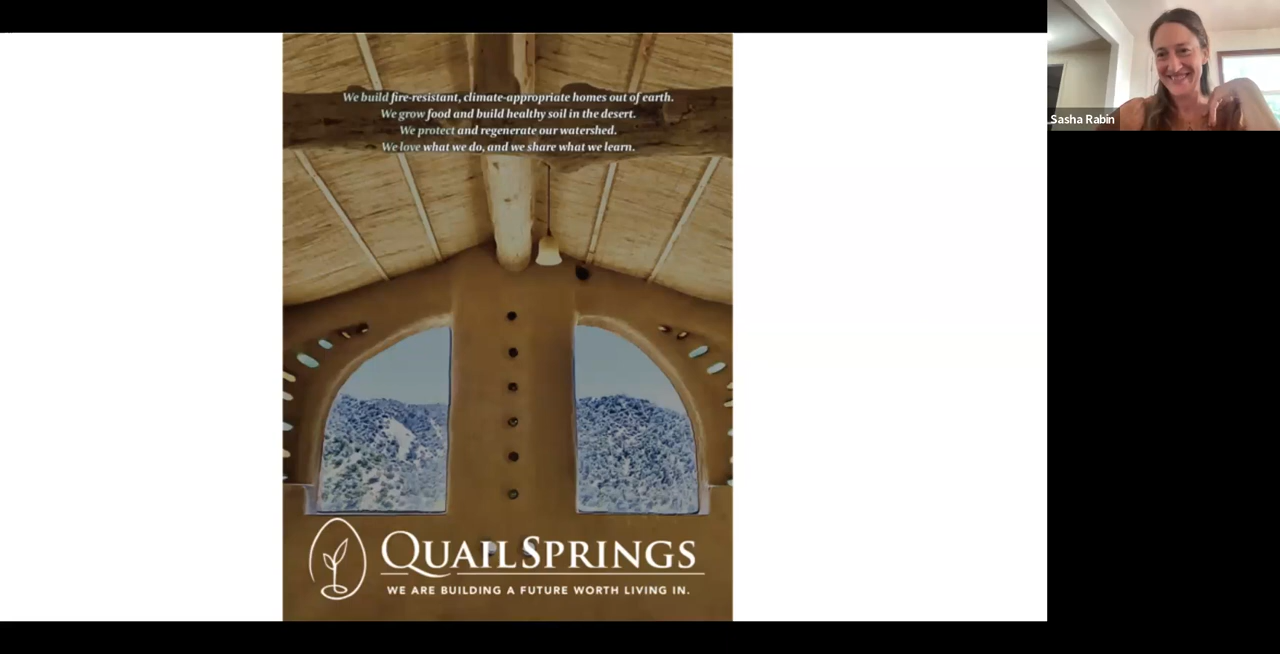 We build fire-resistant, climate-appropriate homes out of earth.
We grow food and build healthy soil in the desert.
We protect and regenerate our watershed.
We love what we do, and we share what we learn.
QUAIL SPRINGS
WE ARE BUILDING A FUTURE WORTH LIVING IN.
Sasha Rabin